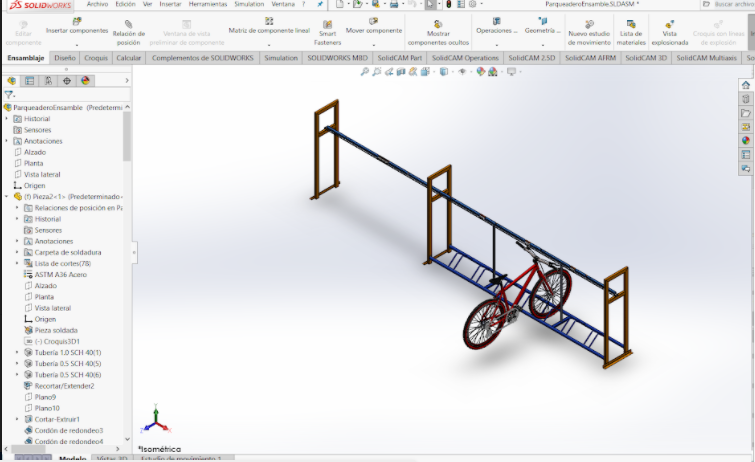 SOLIDWORKS
Archivo Edición Ver Insertar Herramientas Simulation Ventana
ParqueaderoEnsamble.SLDASM *
Buscar archivo
Editar componente
Insertar componentes
Relación de posición
Ventana de vista preliminar de componente
Matriz de componente lineal
Smart Fasteners
Mover componente
Mostrar componentes ocultos
Operaciones ...
Geometría ...
Nuevo estudio de movimiento
Lista de materiales
Vista explosionada
Croquis con líneas de explosión
Ensamblaje Diseño Croquis Calcular Complementos de SOLIDWORKS Simulation SOLIDWORKS MBD SolidCAM Part SolidCAM Operations SolidCAM 2.5D SolidCAM AFRM SolidCAM 3D SolidCAM Multiaxis So
ParqueaderoEnsamble (Predetermi
Historial
Sensores
Anotaciones
Alzado
Planta
Vista lateral
Origen
(f) Pieza2<1> (Predeterminado
Relaciones de posición en Pa
Historial
Sensores
Anotaciones
Carpeta de soldadura
Lista de cortes(78)
ASTM A36 Acero
Alzado
Planta
Vista lateral
Origen
Pieza soldada
(-) Croquis3D1
Tubería 1.0 SCH 40(1)
Tubería 0.5 SCH 40(5)
Tubería 0.5 SCH 40(6)
Recortar/Extender2
Plano9
Plano10
Cortar-Extruir1
Cordón de redondeo3
Cordón de redondeo4
*Isométrica
Modelo Vistas 3D Estudio de movimiento 1